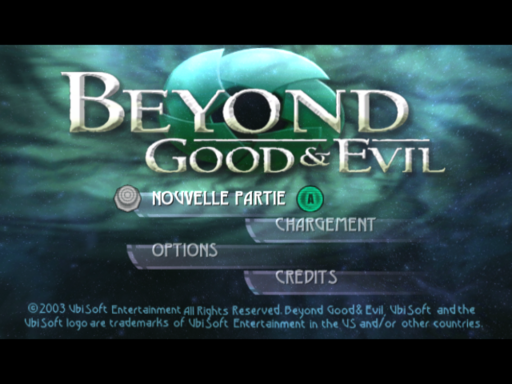 BEYOND
GOOD & EVIL
NOUVELLE PARTIE A
CHARGEMENT
OPTIONS
CREDITS
©2003 UbiSoft Entertainment All Rights Reserved. Beyond Good & Evil, UbiSoft and the
UbiSoft logo are trademarks of UbiSoft Entertainment in the US and/or other countries.